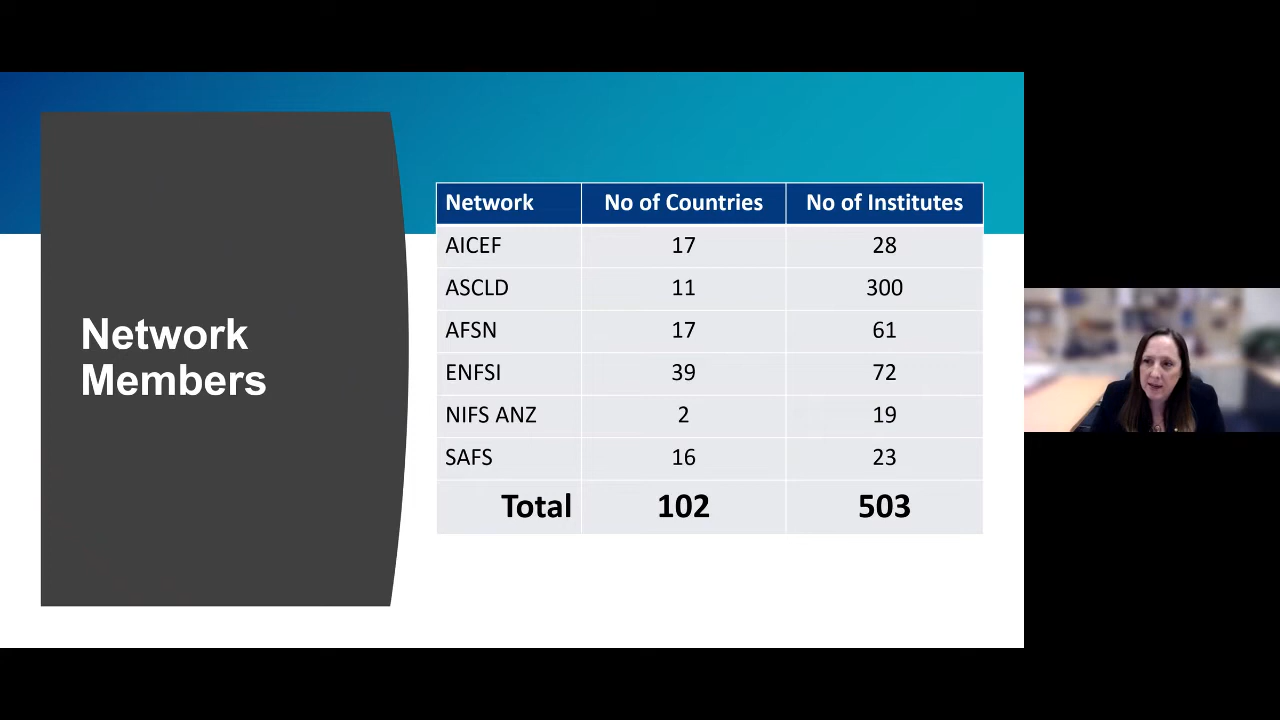 Network
Members
Network No of Countries No of Institutes
AICEF 17 28
ASCLD 11 300
AFSN 17 61
ENFSI 39 72
NIFS ANZ 2 19
SAFS 16 23
Total 102 503